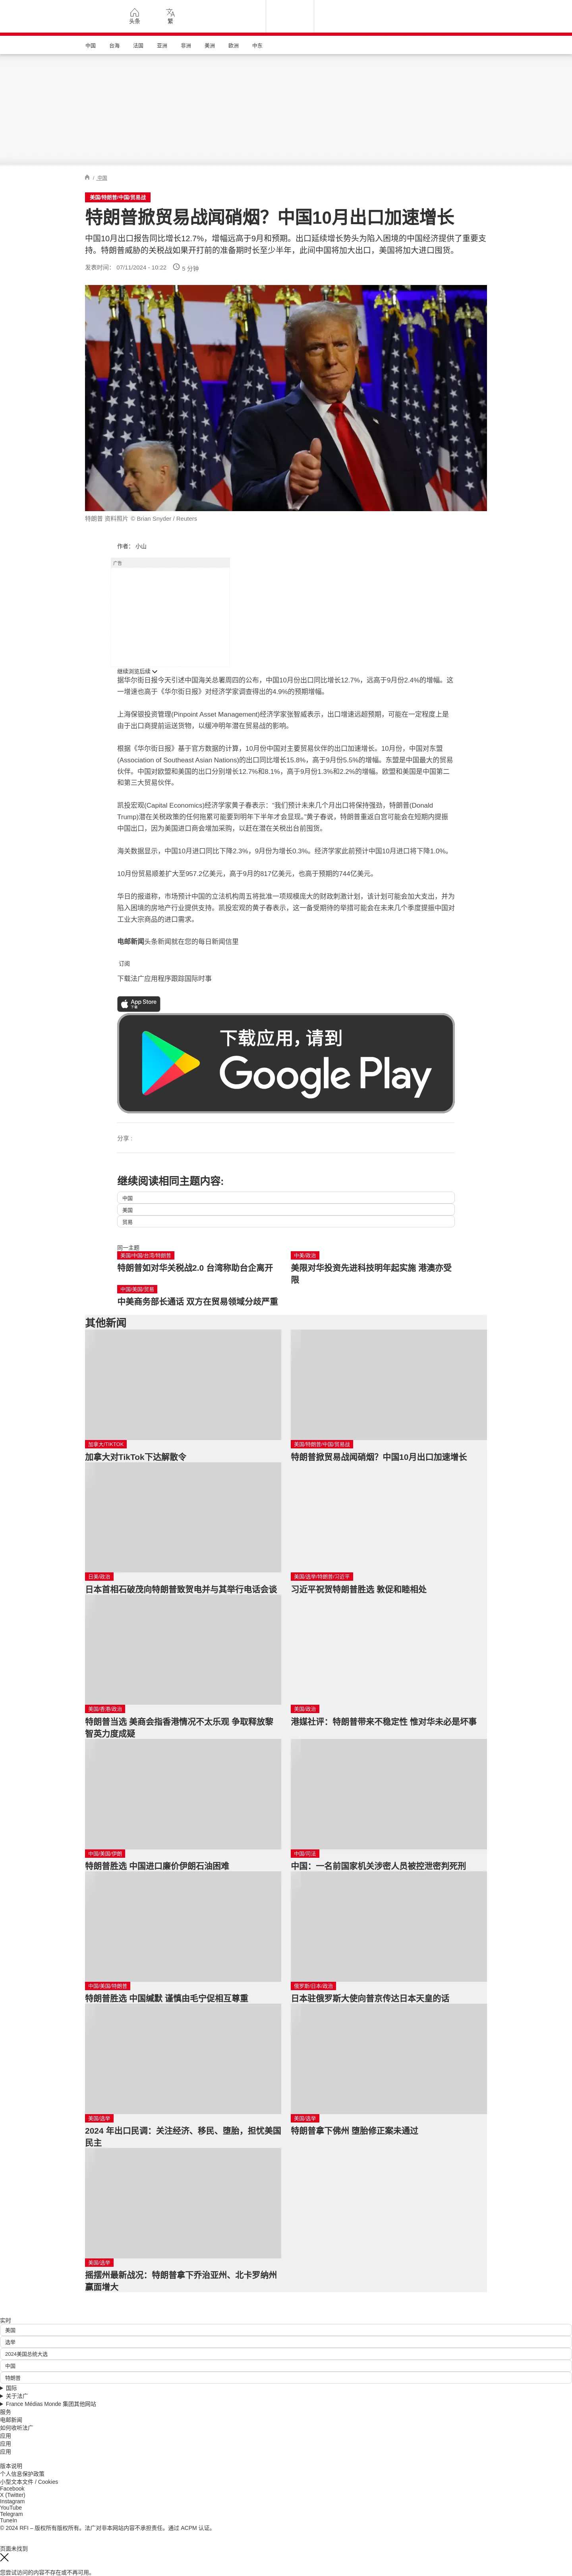 头条
繁
中国
台海
法国
亚洲
非洲
美洲
欧洲
中东
/ 中国
美国/特朗普/中国/贸易战
特朗普掀贸易战闻硝烟？中国10月出口加速增长
中国10月出口报告同比增长12.7%，增幅远高于9月和预期。出口延续增长势头为陷入困境的中国经济提供了重要支
持。特朗普威胁的关税战如果开打前的准备期时长至少半年，此间中国将加大出口，美国将加大进口囤货。
发表时间： 07/11/2024 - 10:22 5 分钟
特朗普 资料照片 © Brian Snyder / Reuters
作者： 小山
广告
继续浏览后续
据华尔街日报今天引述中国海关总署周四的公布，中国10月份出口同比增长12.7%，远高于9月份2.4%的增幅。这
一增速也高于《华尔街日报》对经济学家调查得出的4.9%的预期增幅。
上海保银投资管理(Pinpoint Asset Management)经济学家张智威表示，出口增速远超预期，可能在一定程度上是
由于出口商提前运送货物，以缓冲明年潜在贸易战的影响。
根据《华尔街日报》基于官方数据的计算，10月份中国对主要贸易伙伴的出口加速增长。10月份，中国对东盟
(Association of Southeast Asian Nations)的出口同比增长15.8%，高于9月份5.5%的增幅。东盟是中国最大的贸易
伙伴。中国对欧盟和美国的出口分别增长12.7%和8.1%，高于9月份1.3%和2.2%的增幅。欧盟和美国是中国第二
和第三大贸易伙伴。
凯投宏观(Capital Economics)经济学家黄子春表示：“我们预计未来几个月出口将保持强劲，特朗普(Donald
Trump)潜在关税政策的任何拖累可能要到明年下半年才会显现。”黄子春说，特朗普重返白宫可能会在短期内提振
中国出口，因为美国进口商会增加采购，以赶在潜在关税出台前囤货。
海关数据显示，中国10月进口同比下降2.3%，9月份为增长0.3%。经济学家此前预计中国10月进口将下降1.0%。
10月份贸易顺差扩大至957.2亿美元，高于9月的817亿美元，也高于预期的744亿美元。
华日的报道称，市场预计中国的立法机构周五将批准一项规模庞大的财政刺激计划，该计划可能会加大支出，并为
陷入困境的房地产行业提供支持。凯投宏观的黄子春表示，这一备受期待的举措可能会在未来几个季度提振中国对
工业大宗商品的进口需求。
电邮新闻头条新闻就在您的每日新闻信里
订阅
下载法广应用程序跟踪国际时事
App Store
下载
下载应用，请到
Google Play
分享 :
继续阅读相同主题内容:
中国
美国
贸易
同一主题
美国/中国/台湾/特朗普
特朗普如对华关税战2.0 台湾称助台企离开
中美/政治
美限对华投资先进科技明年起实施 港澳亦受
限
中国/美国/贸易
中美商务部长通话 双方在贸易领域分歧严重
其他新闻
加拿大/TIKTOK
加拿大对TikTok下达解散令
美国/特朗普/中国/贸易战
特朗普掀贸易战闻硝烟？中国10月出口加速增长
日美/政治
日本首相石破茂向特朗普致贺电并与其举行电话会谈
美国/选举/特朗普/习近平
习近平祝贺特朗普胜选 敦促和睦相处
美国/香港/政治
特朗普当选 美商会指香港情况不太乐观 争取释放黎
智英力度成疑
美国/政治
港媒社评：特朗普带来不稳定性 惟对华未必是坏事
中国/美国/伊朗
特朗普胜选 中国进口廉价伊朗石油困难
中国/司法
中国：一名前国家机关涉密人员被控泄密判死刑
中国/美国/特朗普
特朗普胜选 中国缄默 谨慎由毛宁促相互尊重
俄罗斯/日本/政治
日本驻俄罗斯大使向普京传达日本天皇的话
美国/选举
2024 年出口民调：关注经济、移民、堕胎，担忧美国
民主
美国/选举
特朗普拿下佛州 堕胎修正案未通过
美国/选举
摇摆州最新战况：特朗普拿下乔治亚州、北卡罗纳州
赢面增大
实时
美国
选举
2024美国总统大选
中国
特朗普
国际
关于法广
France Médias Monde 集团其他网站
服务
电邮新闻
如何收听法广
应用
应用
应用
版本说明
个人信息保护政策
小型文本文件 / Cookies
Facebook
X (Twitter)
Instagram
YouTube
Telegram
TuneIn
© 2024 RFI – 版权所有版权所有。法广对非本网站内容不承担责任。通过 ACPM 认证。
页面未找到
您尝试访问的内容不存在或不再可用。